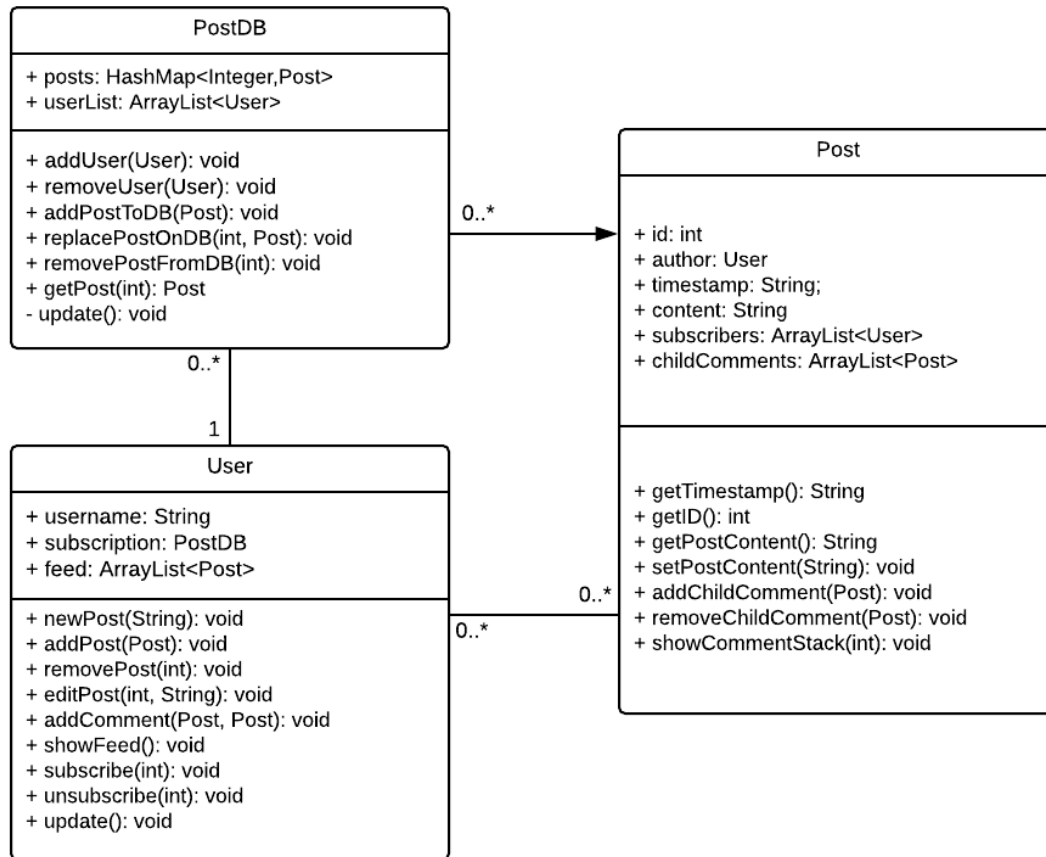 PostDB
+ posts: HashMap<Integer,Post>
+ userList: ArrayList<User>
+ addUser(User): void
+ removeUser(User): void
+ addPostToDB(Post): void
+ replacePostOnDB(int, Post): void
+ removePostFromDB(int): void
+ getPost(int): Post
- update(): void
0..*
0..*
1
Post
+ id: int
+ author: User
+ timestamp: String;
+ content: String
+ subscribers: ArrayList<User>
+ childComments: ArrayList<Post>
+ getTimestamp(): String
+ getID(): int
+ getPostContent(): String
+ setPostContent(String): void
+ addChildComment(Post): void
+ removeChildComment(Post): void
+ showCommentStack(int): void
User
+ username: String
+ subscription: PostDB
+ feed: ArrayList<Post>
+ newPost(String): void
+ addPost(Post): void
+ removePost(int): void
+ editPost(int, String): void
+ addComment(Post, Post): void
+ showFeed(): void
+ subscribe(int): void
+ unsubscribe(int): void
+ update(): void
0..*
0..*